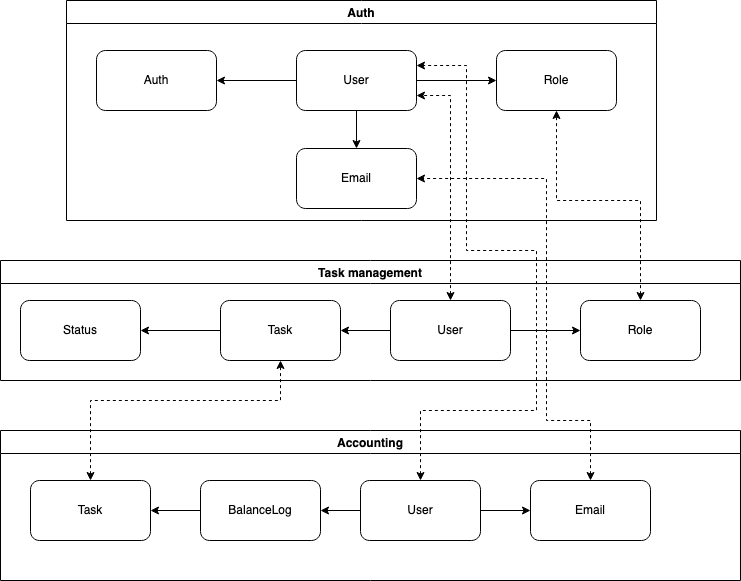 Auth
Auth
User
Role
Email
Task management
Status
Task
User
Role
Accounting
Task
BalanceLog
User
Email